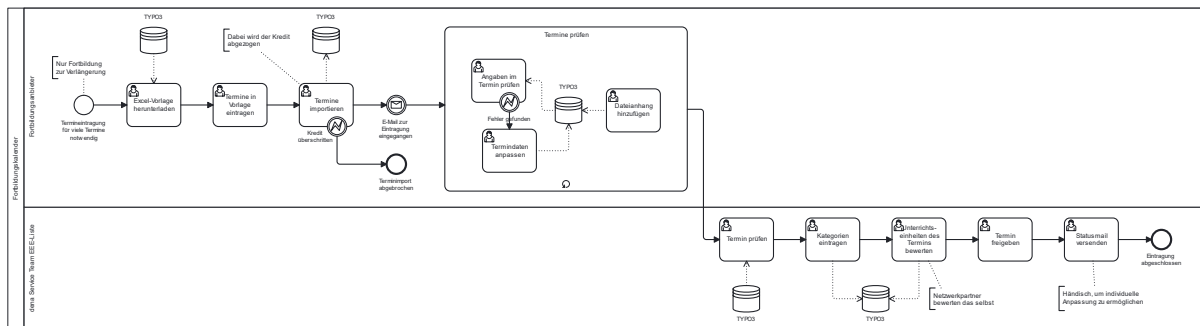 Fortbildungskalender
Fortbildungsanbieter
Nur Fortbildung
zur Verlängerung
Termineintragung
für viele Termine
notwendig
TYPO3
Excel-Vorlage
herunterladen
Termine in
Vorlage
eintragen
Dabei wird der Kredit
abgezogen
TYPO3
Termine
importieren
Kredit
überschritten
E-Mail zur
Eintragung
eingegangen
Terminimport
abgebrochen
Termine prüfen
Angaben im
Termin prüfen
Fehler gefunden
Termindaten
anpassen
TYPO3
Dateianhang
hinzufügen
dena Service Team EEE-Liste
Termin prüfen
TYPO3
Kategorien
eintragen
TYPO3
Unterrichts-
einheiten des
Termins
bewerten
Netzwerkpartner
bewerten das selbst
Termin
freigeben
Statusmail
versenden
Händisch, um individuelle
Anpassung zu ermöglichen
Eintragung
abgeschlossen